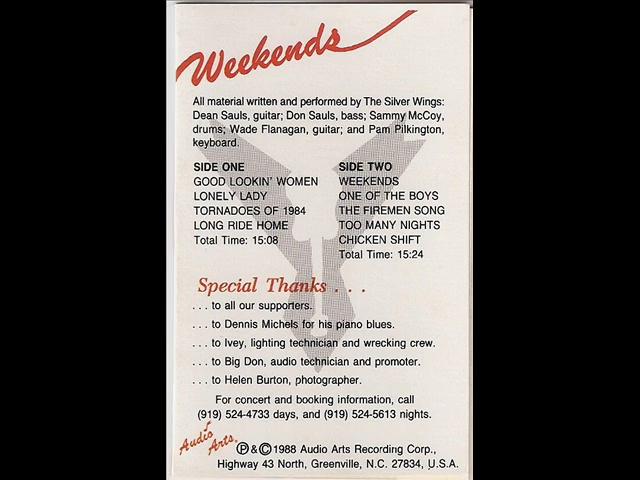 Weekends
All material written and performed by The Silver Wings:
Dean Sauls, guitar; Don Sauls, bass; Sammy McCoy,
drums; Wade Flanagan, guitar; and Pam Pilkington,
keyboard.
SIDE ONE
GOOD LOOKIN' WOMEN
LONELY LADY
TORNADOES OF 1984
LONG RIDE HOME
Total Time: 15:08
SIDE TWO
WEEKENDS
ONE OF THE BOYS
THE FIREMEN SONG
TOO MANY NIGHTS
CHICKEN SHIFT
Total Time: 15:24
Special Thanks . . .
. . . to all our supporters.
. . . to Dennis Michels for his piano blues.
. . . to Ivey, lighting technician and wrecking crew.
. . . to Big Don, audio technician and promoter.
. . . to Helen Burton, photographer.
For concert and booking information, call
(919) 524-4733 days, and (919) 524-5613 nights.
Audio Arts.
℗ & © 1988 Audio Arts Recording Corp.,
Highway 43 North, Greenville, N.C. 27834, U.S.A.